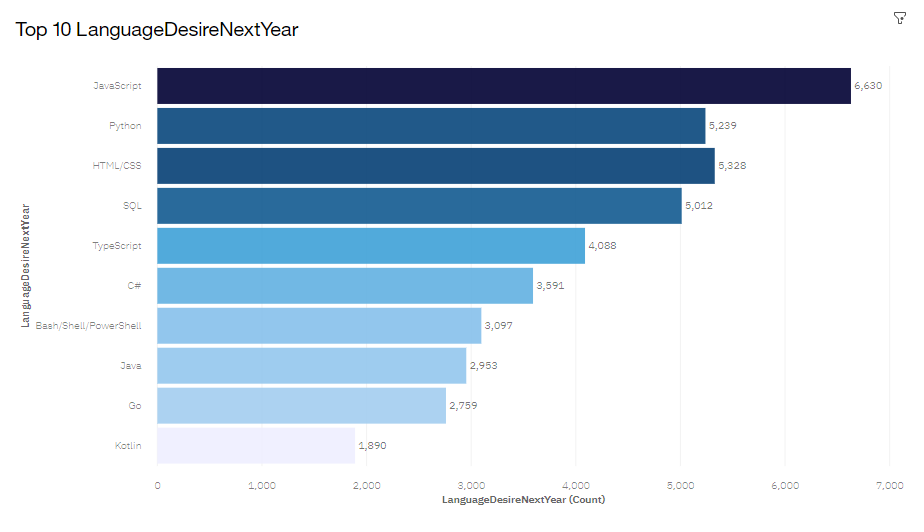 Top 10 LanguageDesireNextYear
LanguageDesireNextYear
JavaScript 6,630
Python 5,239
HTML/CSS 5,328
SQL 5,012
TypeScript 4,088
C# 3,591
Bash/Shell/PowerShell 3,097
Java 2,953
Go 2,759
Kotlin 1,890
0 1,000 2,000 3,000 4,000 5,000 6,000 7,000
LanguageDesireNextYear (Count)